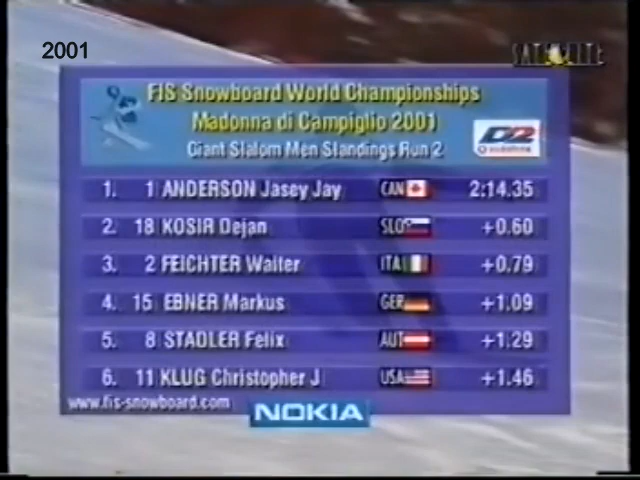 2001
SATELLITE
FIS Snowboard World Championships
Madonna di Campiglio 2001
Giant Slalom Men Standings Run 2
D2
vodafone
1. 1 ANDERSON Jasey Jay CAN 2:14.35
2. 18 KOSIR Dejan SLO +0.60
3. 2 FEICHTER Walter ITA +0.79
4. 15 EBNER Markus GER +1.09
5. 8 STADLER Felix AUT +1.29
6. 11 KLUG Christopher J USA +1.46
www.fis-snowboard.com
NOKIA